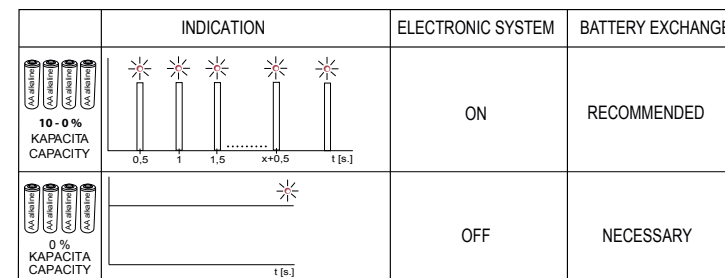 INDICATION
ELECTRONIC SYSTEM
BATTERY EXCHANGE
AA alkaline
AA alkaline
AA alkaline
AA alkaline
10 - 0 %
KAPACITA
CAPACITY
0,5
1
1,5
x+0,5
t [s.]
ON
RECOMMENDED
AA alkaline
AA alkaline
AA alkaline
AA alkaline
0 %
KAPACITA
CAPACITY
t [s.]
OFF
NECESSARY